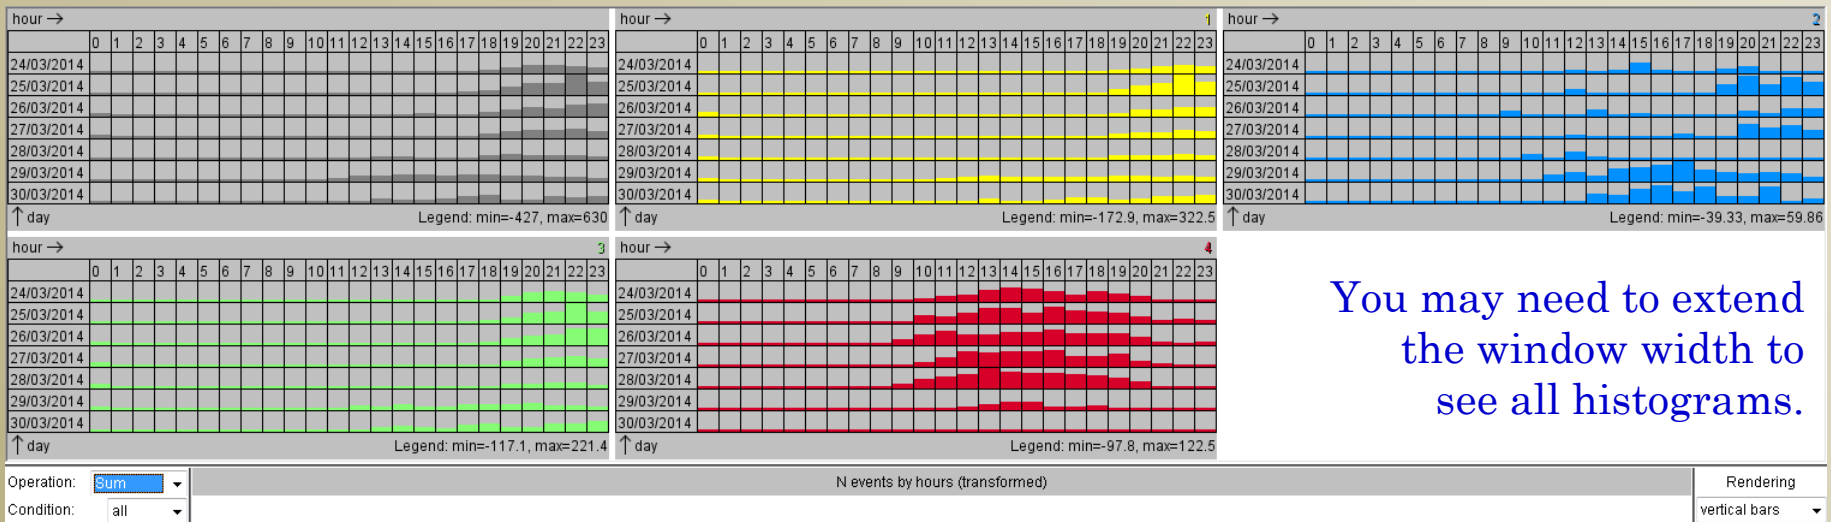 hour →
0 1 2 3 4 5 6 7 8 9 10 11 12 13 14 15 16 17 18 19 20 21 22 23
24/03/2014
25/03/2014
26/03/2014
27/03/2014
28/03/2014
29/03/2014
30/03/2014
↑ day Legend: min=-427, max=630
hour → 1
0 1 2 3 4 5 6 7 8 9 10 11 12 13 14 15 16 17 18 19 20 21 22 23
24/03/2014
25/03/2014
26/03/2014
27/03/2014
28/03/2014
29/03/2014
30/03/2014
↑ day Legend: min=-172.9, max=322.5
hour → 2
0 1 2 3 4 5 6 7 8 9 10 11 12 13 14 15 16 17 18 19 20 21 22 23
24/03/2014
25/03/2014
26/03/2014
27/03/2014
28/03/2014
29/03/2014
30/03/2014
↑ day Legend: min=-39.33, max=59.86
hour → 3
0 1 2 3 4 5 6 7 8 9 10 11 12 13 14 15 16 17 18 19 20 21 22 23
24/03/2014
25/03/2014
26/03/2014
27/03/2014
28/03/2014
29/03/2014
30/03/2014
↑ day Legend: min=-117.1, max=221.4
hour → 4
0 1 2 3 4 5 6 7 8 9 10 11 12 13 14 15 16 17 18 19 20 21 22 23
24/03/2014
25/03/2014
26/03/2014
27/03/2014
28/03/2014
29/03/2014
30/03/2014
↑ day Legend: min=-97.8, max=122.5
You may need to extend
the window width to
see all histograms.
Operation: Sum
N events by hours (transformed)
Rendering
Condition: all
vertical bars